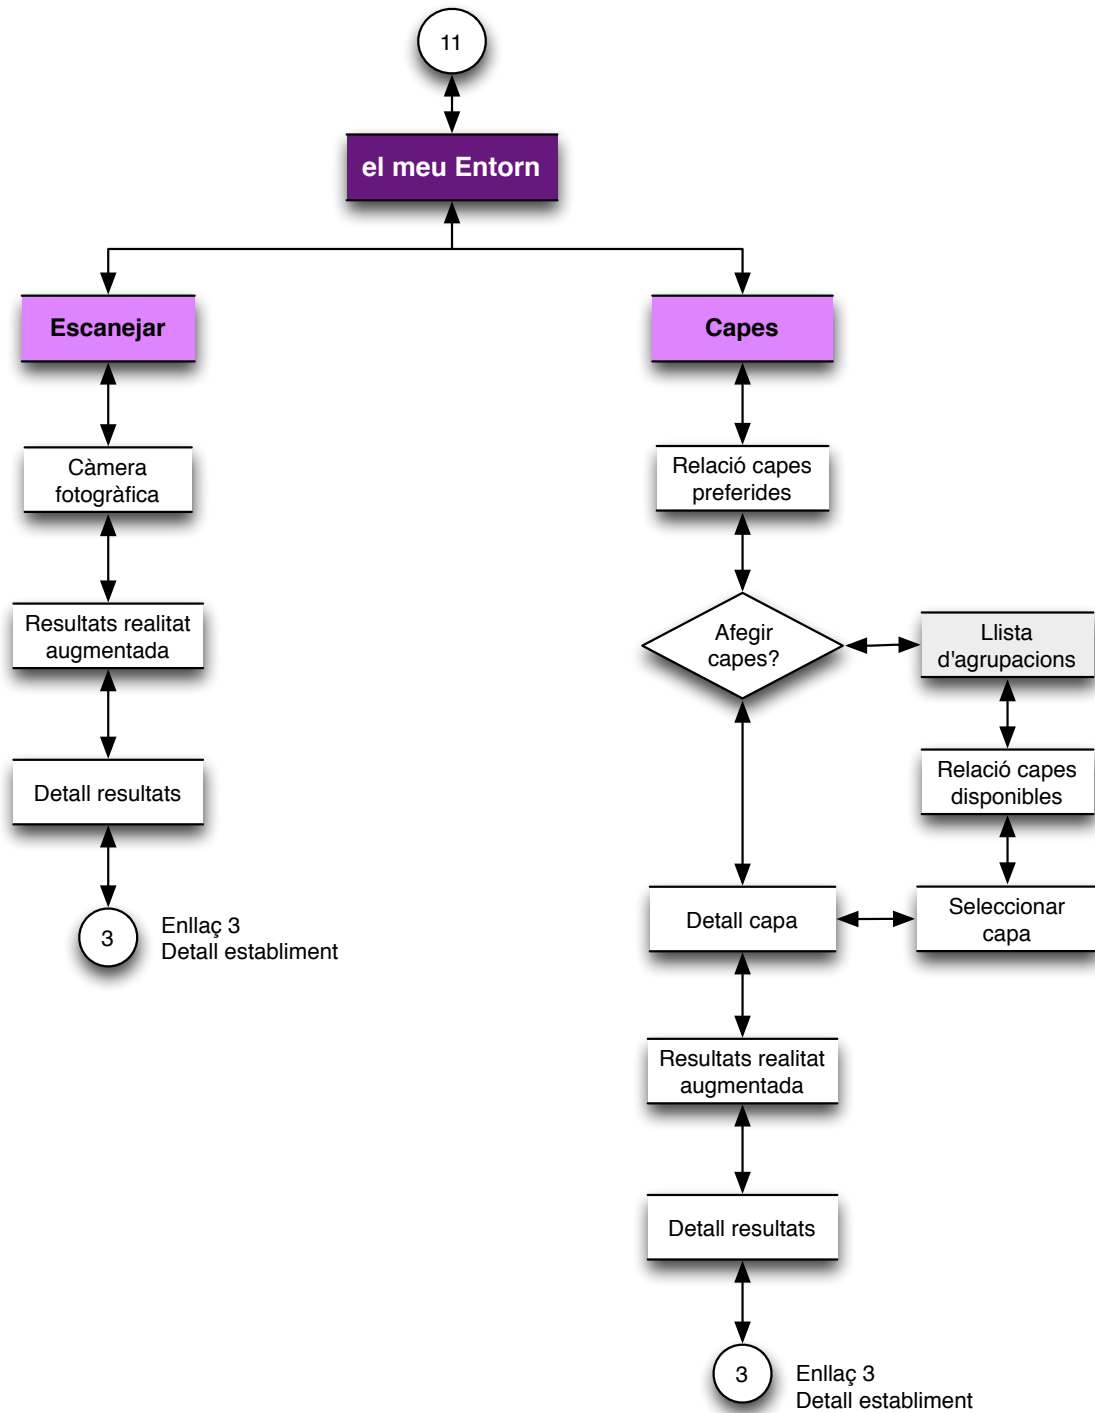 11
el meu Entorn
Escanejar
Càmera
fotogràfica
Resultats realitat
augmentada
Detall resultats
3
Enllaç 3
Detall establiment
Capes
Relació capes
preferides
Afegir
capes?
Llista
d'agrupacions
Relació capes
disponibles
Seleccionar
capa
Detall capa
Resultats realitat
augmentada
Detall resultats
3
Enllaç 3
Detall establiment